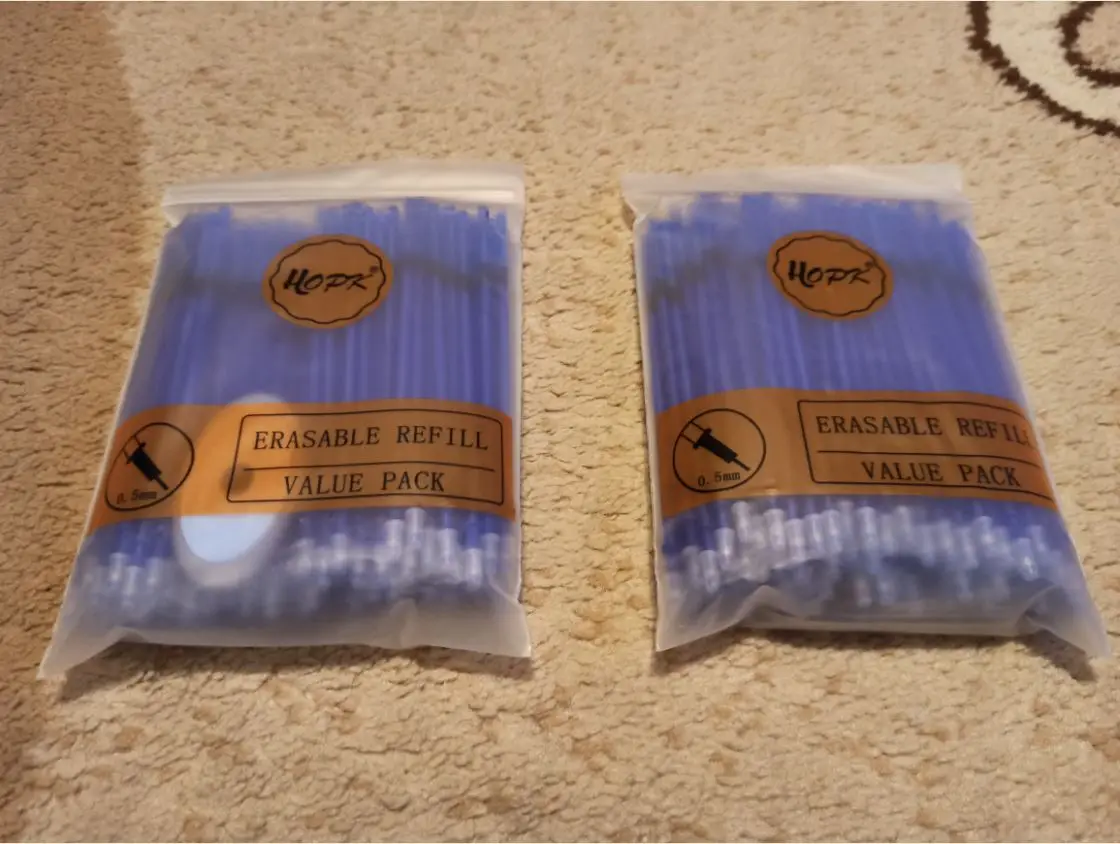 HOPK®
ERASABLE REFILL
VALUE PACK
0.5mm
HOPK®
ERASABLE REFILL
VALUE PACK
0.5mm